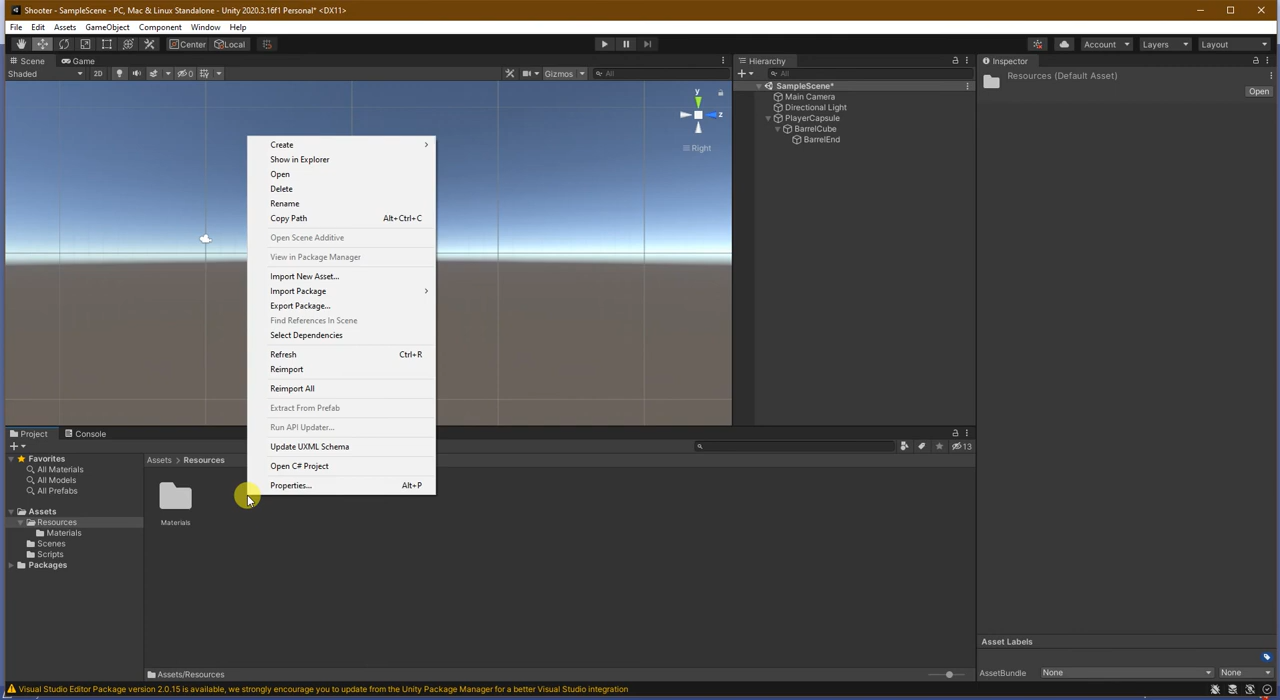 Shooter - SampleScene - PC, Mac & Linux Standalone - Unity 2020.3.16f1 Personal* <DX11>
File Edit Assets GameObject Component Window Help
Center Local Account Layers Layout
Scene Game
Shaded 2D 0 Gizmos All
Hierarchy
All
SampleScene*
Main Camera
Directional Light
PlayerCapsule
BarrelCube
BarrelEnd
Inspector
Resources (Default Asset)
Open
y
z
Right
Create
Show in Explorer
Open
Delete
Rename
Copy Path Alt+Ctrl+C
Open Scene Additive
View in Package Manager
Import New Asset...
Import Package
Export Package...
Find References In Scene
Select Dependencies
Refresh Ctrl+R
Reimport
Reimport All
Extract From Prefab
Run API Updater...
Update UXML Schema
Open C# Project
Properties... Alt+P
Project Console
13
Favorites
All Materials
All Models
All Prefabs
Assets
Resources
Materials
Scenes
Scripts
Packages
Assets > Resources
Materials
Assets/Resources
Asset Labels
AssetBundle None None
Visual Studio Editor Package version 2.0.15 is available, we strongly encourage you to update from the Unity Package Manager for a better Visual Studio integration